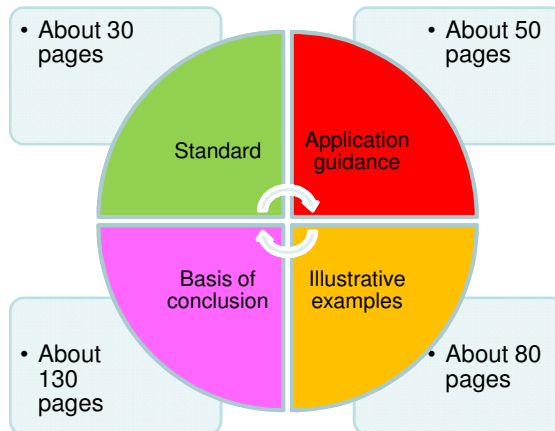 • About 30
pages
• About 50
pages
Standard
Application
guidance
Basis of
conclusion
Illustrative
examples
• About
130
pages
• About 80
pages